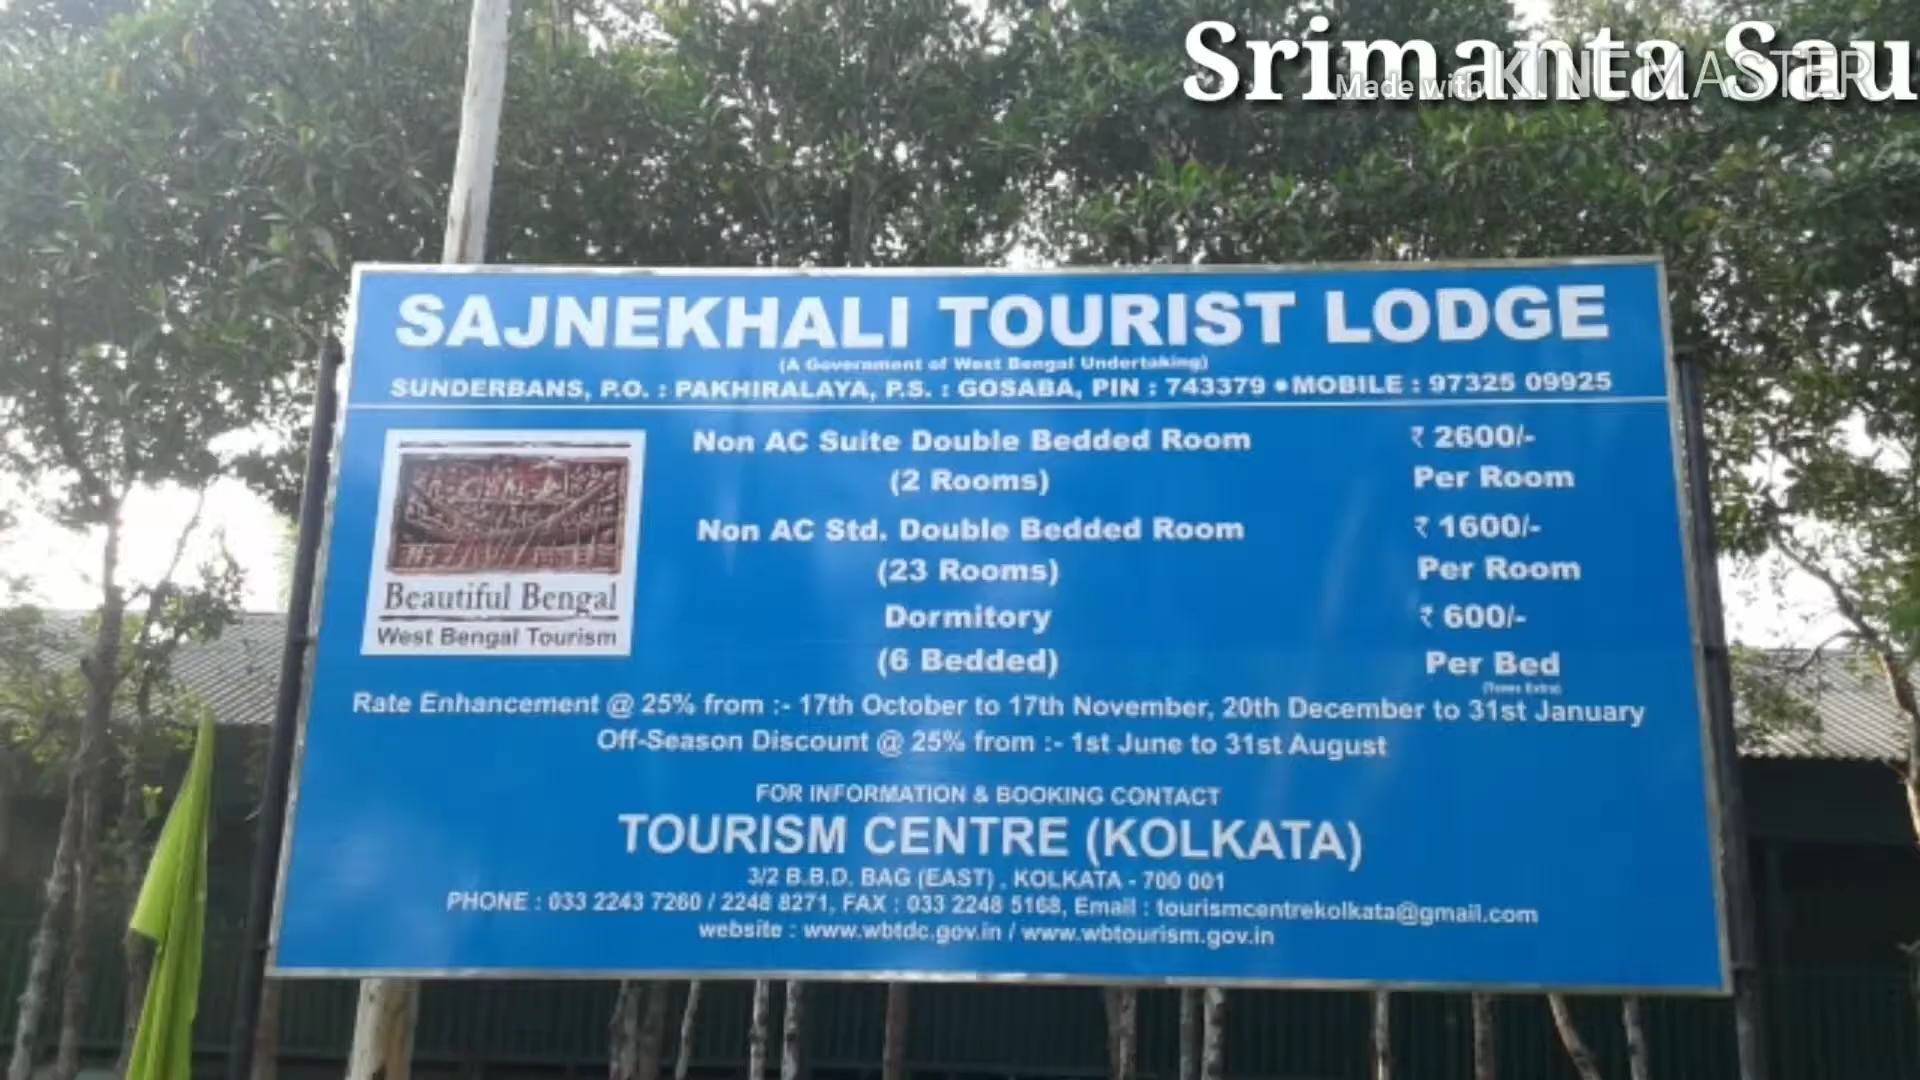 Srimanta Sau
Made with KINEMASTER
SAJNEKHALI TOURIST LODGE
(A Government of West Bengal Undertaking)
SUNDERBANS, P.O. : PAKHIRALAYA, P.S. : GOSABA, PIN : 743379 • MOBILE : 97325 09925
Non AC Suite Double Bedded Room ₹ 2600/-
(2 Rooms) Per Room
Non AC Std. Double Bedded Room ₹ 1600/-
(23 Rooms) Per Room
Dormitory ₹ 600/-
(6 Bedded) Per Bed
(Taxes Extra)
Beautiful Bengal
West Bengal Tourism
Rate Enhancement @ 25% from :- 17th October to 17th November, 20th December to 31st January
Off-Season Discount @ 25% from :- 1st June to 31st August
FOR INFORMATION & BOOKING CONTACT
TOURISM CENTRE (KOLKATA)
3/2 B.B.D. BAG (EAST) , KOLKATA - 700 001
PHONE : 033 2243 7260 / 2248 8271, FAX : 033 2248 5168, Email : tourismcentrekolkata@gmail.com
website : www.wbtdc.gov.in / www.wbtourism.gov.in